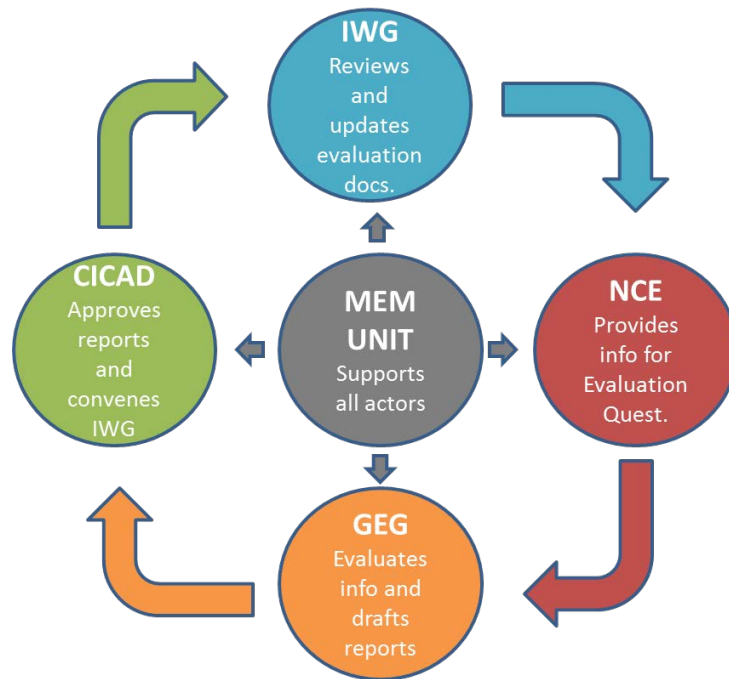 IWG
Reviews
and
updates
evaluation
docs.
CICAD
Approves
reports
and
convenes
IWG
MEM
UNIT
Supports
all actors
NCE
Provides
info for
Evaluation
Quest.
GEG
Evaluates
info and
drafts
reports